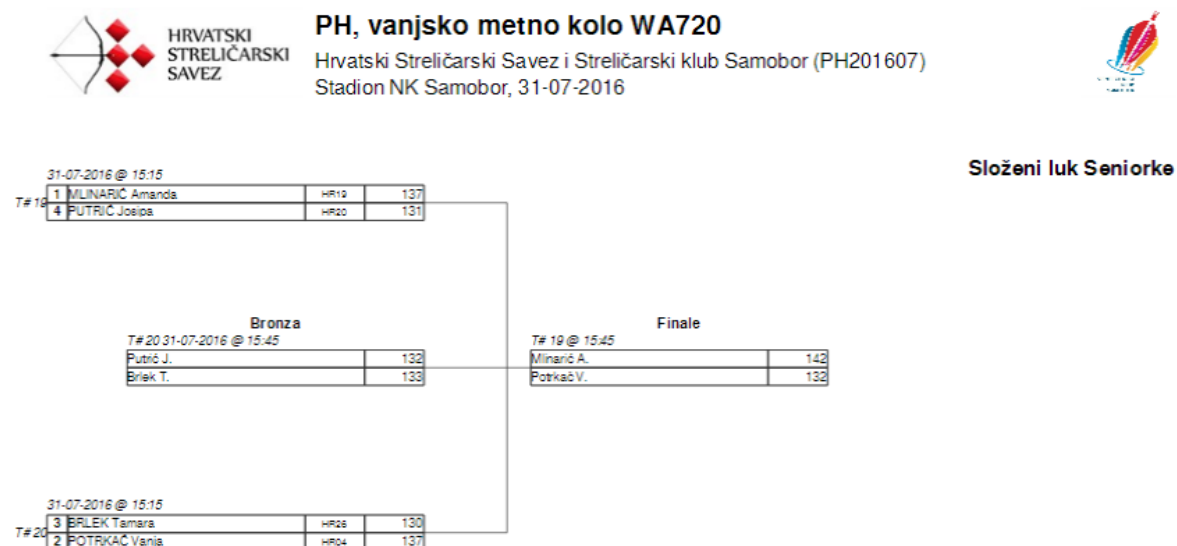 HRVATSKI
STRELIČARSKI
SAVEZ
PH, vanjsko metno kolo WA720
Hrvatski Streličarski Savez i Streličarski klub Samobor (PH201607)
Stadion NK Samobor, 31-07-2016
Složeni luk Seniorke
31-07-2016 @ 15:15
T# 19
1 MLINARIĆ Amanda HR19 137
4 PUTRIĆ Josipa HR20 131
Bronza
T# 20 31-07-2016 @ 15:45
Putrić J. 132
Brlek T. 133
Finale
T# 19 @ 15:45
Mlinarić A. 142
Potrkač V. 132
31-07-2016 @ 15:15
T# 20
3 BRLEK Tamara HR26 130
2 POTRKAČ Vanja HR04 137